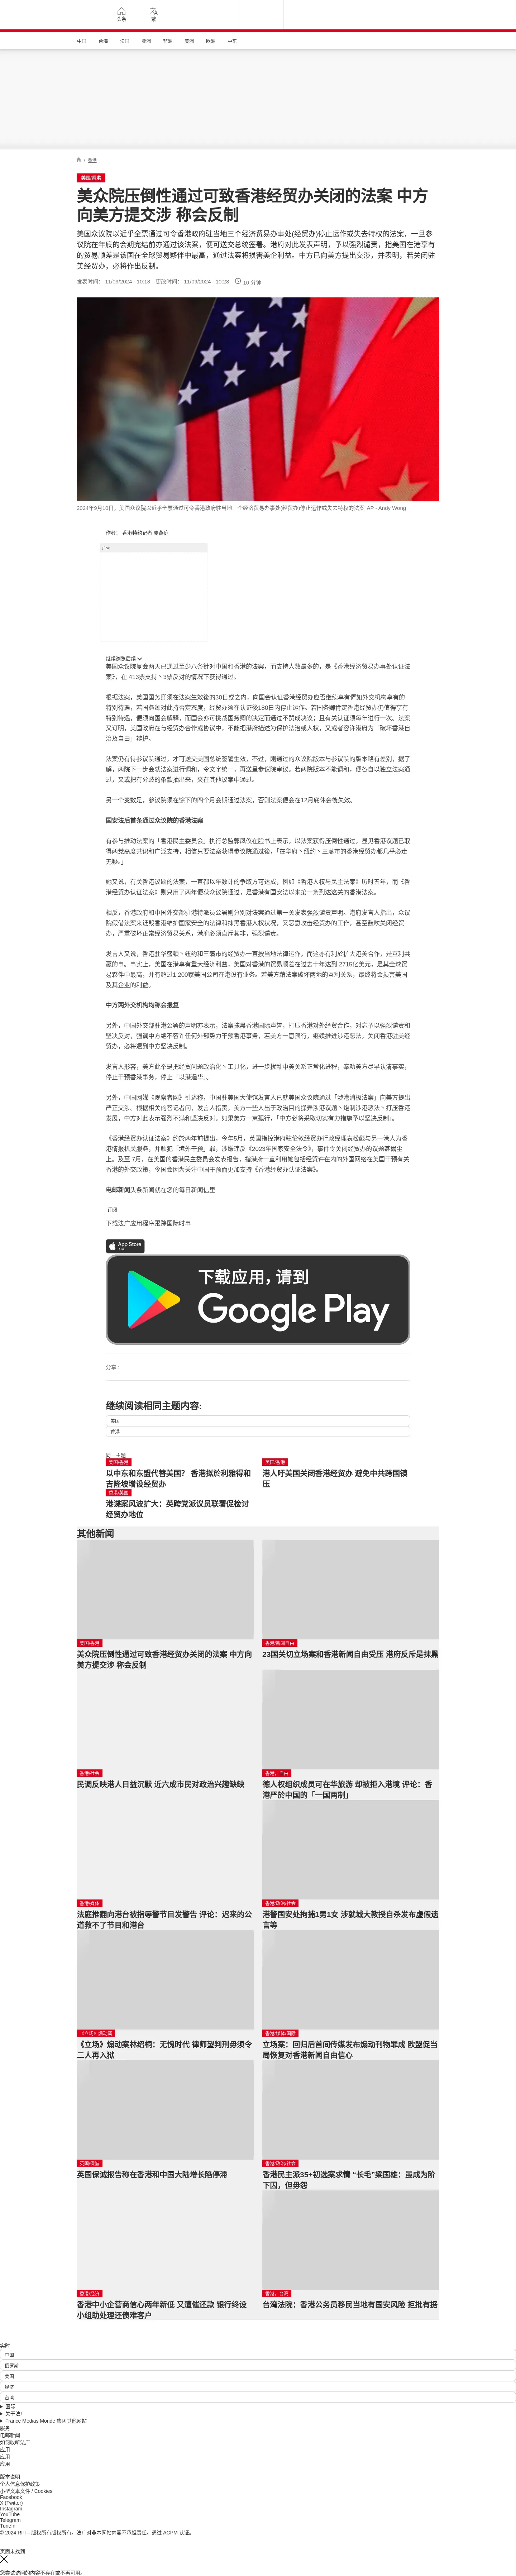 头条
繁
中国
台海
法国
亚洲
非洲
美洲
欧洲
中东
/ 香港
美国/香港
美众院压倒性通过可致香港经贸办关闭的法案 中方
向美方提交涉 称会反制
美国众议院以近乎全票通过可令香港政府驻当地三个经济贸易办事处(经贸办)停止运作或失去特权的法案，一旦参
议院在年底的会期完结前亦通过该法案，便可送交总统签署。港府对此发表声明，予以强烈谴责，指美国在港享有
的贸易顺差是该国在全球贸易夥伴中最高，通过法案将损害美企利益。中方已向美方提出交涉，并表明，若关闭驻
美经贸办，必将作出反制。
发表时间： 11/09/2024 - 10:18 更改时间： 11/09/2024 - 10:28 10 分钟
2024年9月10日，美国众议院以近乎全票通过可令香港政府驻当地三个经济贸易办事处(经贸办)停止运作或失去特权的法案. AP - Andy Wong
作者： 香港特约记者 麦燕庭
广告
继续浏览后续
美国众议院复会两天已通过至少八条针对中国和香港的法案，而支持人数最多的，是《香港经济贸易办事处认证法
案》，在 413票支持丶3票反对的情况下获得通过。
根据法案，美国国务卿须在法案生效後的30日或之内，向国会认证香港经贸办应否继续享有俨如外交机构享有的
特别待遇，若国务卿对此持否定态度，经贸办须在认证後180日内停止运作。若国务卿肯定香港经贸办仍值得享有
特别待遇，便须向国会解释，而国会亦可挑战国务卿的决定而通过不赞成决议；且有关认证须每年进行一次。法案
又订明，美国政府在与经贸办合作或协议中，不能把港府描述为保护法治或人权，又或者容许港府为「破坏香港自
治及自由」辩护。
法案仍有待参议院通过，才可送交美国总统签署生效，不过，刚通过的众议院版本与参议院的版本略有差别，据了
解，两院下一步会就法案进行调和，令文字统一，再送呈参议院审议。若两院版本不能调和，便各自以独立法案通
过，又或把有分歧的条款抽出来，夹在其他议案中通过。
另一个变数是，参议院须在馀下的四个月会期通过法案，否则法案便会在12月底休会後失效。
国安法后首条通过众议院的香港法案
有参与推动法案的「香港民主委员会」执行总监郭凤仪在脸书上表示，以法案获得压倒性通过，显见香港议题已取
得两党高度共识和广泛支持，相信只要法案获得参议院通过後，「在华府丶纽约丶三藩市的香港经贸办都几乎必走
无疑。」
她又说，有关香港议题的法案，一直都以年数计的争取方可达成，例如《香港人权与民主法案》历时五年，而《香
港经贸办认证法案》则只用了两年便获众议院通过，是香港有国安法以来第一条到达这关的香港法案。
相反，香港政府和中国外交部驻港特派员公署则分别对法案通过第一关发表强烈谴责声明。港府发言人指出，众议
院假借法案来诋毁香港维护国家安全的法律和抹黑香港人权状况，又恶意攻击经贸办的工作，甚至鼓吹关闭经贸
办，严重破坏正常经济贸易关系，港府必须直斥其非，强烈谴责。
发言人又说，香港驻华盛顿丶纽约和三藩市的经贸办一直按当地法律运作，而这亦有利於扩大港美合作，是互利共
赢的事。事实上，美国在港享有重大经济利益，美国对香港的贸易顺差在过去十年达到 2715亿美元，是其全球贸
易夥伴中最高，并有超过1,200家美国公司在港设有业务。若美方藉法案破坏两地的互利关系，最终将会损害美国
及其企业的利益。
中方两外交机构均称会报复
另外，中国外交部驻港公署的声明亦表示，法案抹黑香港国际声誉，打压香港对外经贸合作，对忘予以强烈谴责和
坚决反对，强调中方绝不容许任何外部势力干预香港事务，若美方一意孤行，继续推进涉港恶法，关闭香港驻美经
贸办，必将遭到中方坚决反制。
发言人形容，美方此举是把经贸问题政治化丶工具化，进一步扰乱中美关系正常化进程，奉劝美方尽早认清事实，
停止干预香港事务，停止「以港遏华」。
另外，中国网媒《观察者网》引述称，中国驻美国大使馆发言人已就美国众议院通过「涉港消极法案」向美方提出
严正交涉。根据相关的答记者问，发言人指责，美方一些人出于政治目的操弄涉港议题丶炮制涉港恶法丶打压香港
发展，中方对此表示强烈不满和坚决反对。如果美方一意孤行，「中方必将采取切实有力措施予以坚决反制」。
《香港经贸办认证法案》约於两年前提出，今年5月，英国指控港府驻伦敦经贸办行政经理袁松彪与另一港人为香
港情报机关服务，并触犯「境外干预」罪，涉嫌违反《2023年国家安全法令》，事件令关闭经贸办的议题甚嚣尘
上。及至 7月，在美国的香港民主委员会发表报告，指港府一直利用她包括经贸许在内的外国网络在美国干预有关
香港的外交政策，令国会因为关注中国干预而更加支持《香港经贸办认证法案》。
电邮新闻头条新闻就在您的每日新闻信里
订阅
下载法广应用程序跟踪国际时事
App Store
下载
下载应用，请到
Google Play
分享 :
继续阅读相同主题内容:
美国
香港
同一主题
美国/香港
以中东和东盟代替美国？ 香港拟於利雅得和
吉隆坡增设经贸办
美国/香港
港人吁美国关闭香港经贸办 避免中共跨国镇
压
香港/英国
港谍案风波扩大：英跨党派议员联署促检讨
经贸办地位
其他新闻
美国/香港
美众院压倒性通过可致香港经贸办关闭的法案 中方向
美方提交涉 称会反制
香港/新闻自由
23国关切立场案和香港新闻自由受压 港府反斥是抹黑
香港/社会
民调反映港人日益沉默 近六成市民对政治兴趣缺缺
香港、自由
德人权组织成员可在华旅游 却被拒入港境 评论：香
港严於中国的「一国两制」
香港/媒体
法庭推翻向港台被指辱警节目发警告 评论：迟来的公
道救不了节目和港台
香港/政治/社会
港警国安处拘捕1男1女 涉就城大教授自杀发布虚假遗
言等
《立场》煽动案
《立场》煽动案林绍桐：无愧时代 律师望判刑毋须令
二人再入狱
香港/媒体/国际
立场案：回归后首间传媒发布煽动刊物罪成 欧盟促当
局恢复对香港新闻自由信心
英国/保诚
英国保诚报告称在香港和中国大陆增长陷停滞
香港/政治/社会
香港民主派35+初选案求情 “长毛”梁国雄：虽成为阶
下囚，但毋怨
香港/经济
香港中小企营商信心两年新低 又遭催还款 银行终设
小组助处理还债难客户
香港、台湾
台湾法院：香港公务员移民当地有国安风险 拒批有据
实时
中国
俄罗斯
美国
经济
台湾
国际
关于法广
France Médias Monde 集团其他网站
服务
电邮新闻
如何收听法广
应用
应用
应用
版本说明
个人信息保护政策
小型文本文件 / Cookies
Facebook
X (Twitter)
Instagram
YouTube
Telegram
TuneIn
© 2024 RFI – 版权所有版权所有。法广对非本网站内容不承担责任。通过 ACPM 认证。
页面未找到
您尝试访问的内容不存在或不再可用。